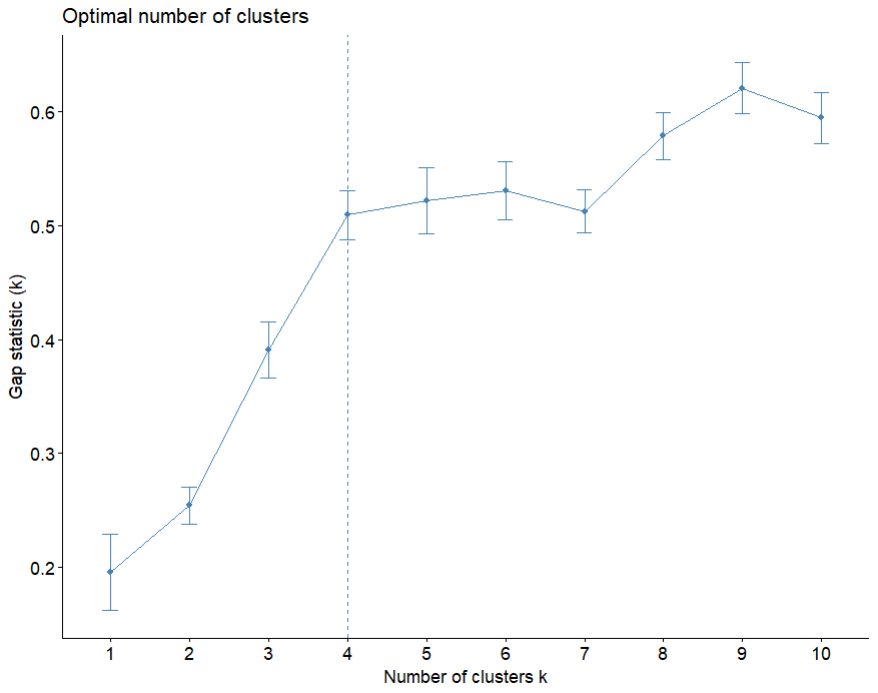 Optimal number of clusters
Gap statistic (k)
0.6
0.5
0.4
0.3
0.2
1 2 3 4 5 6 7 8 9 10
Number of clusters k